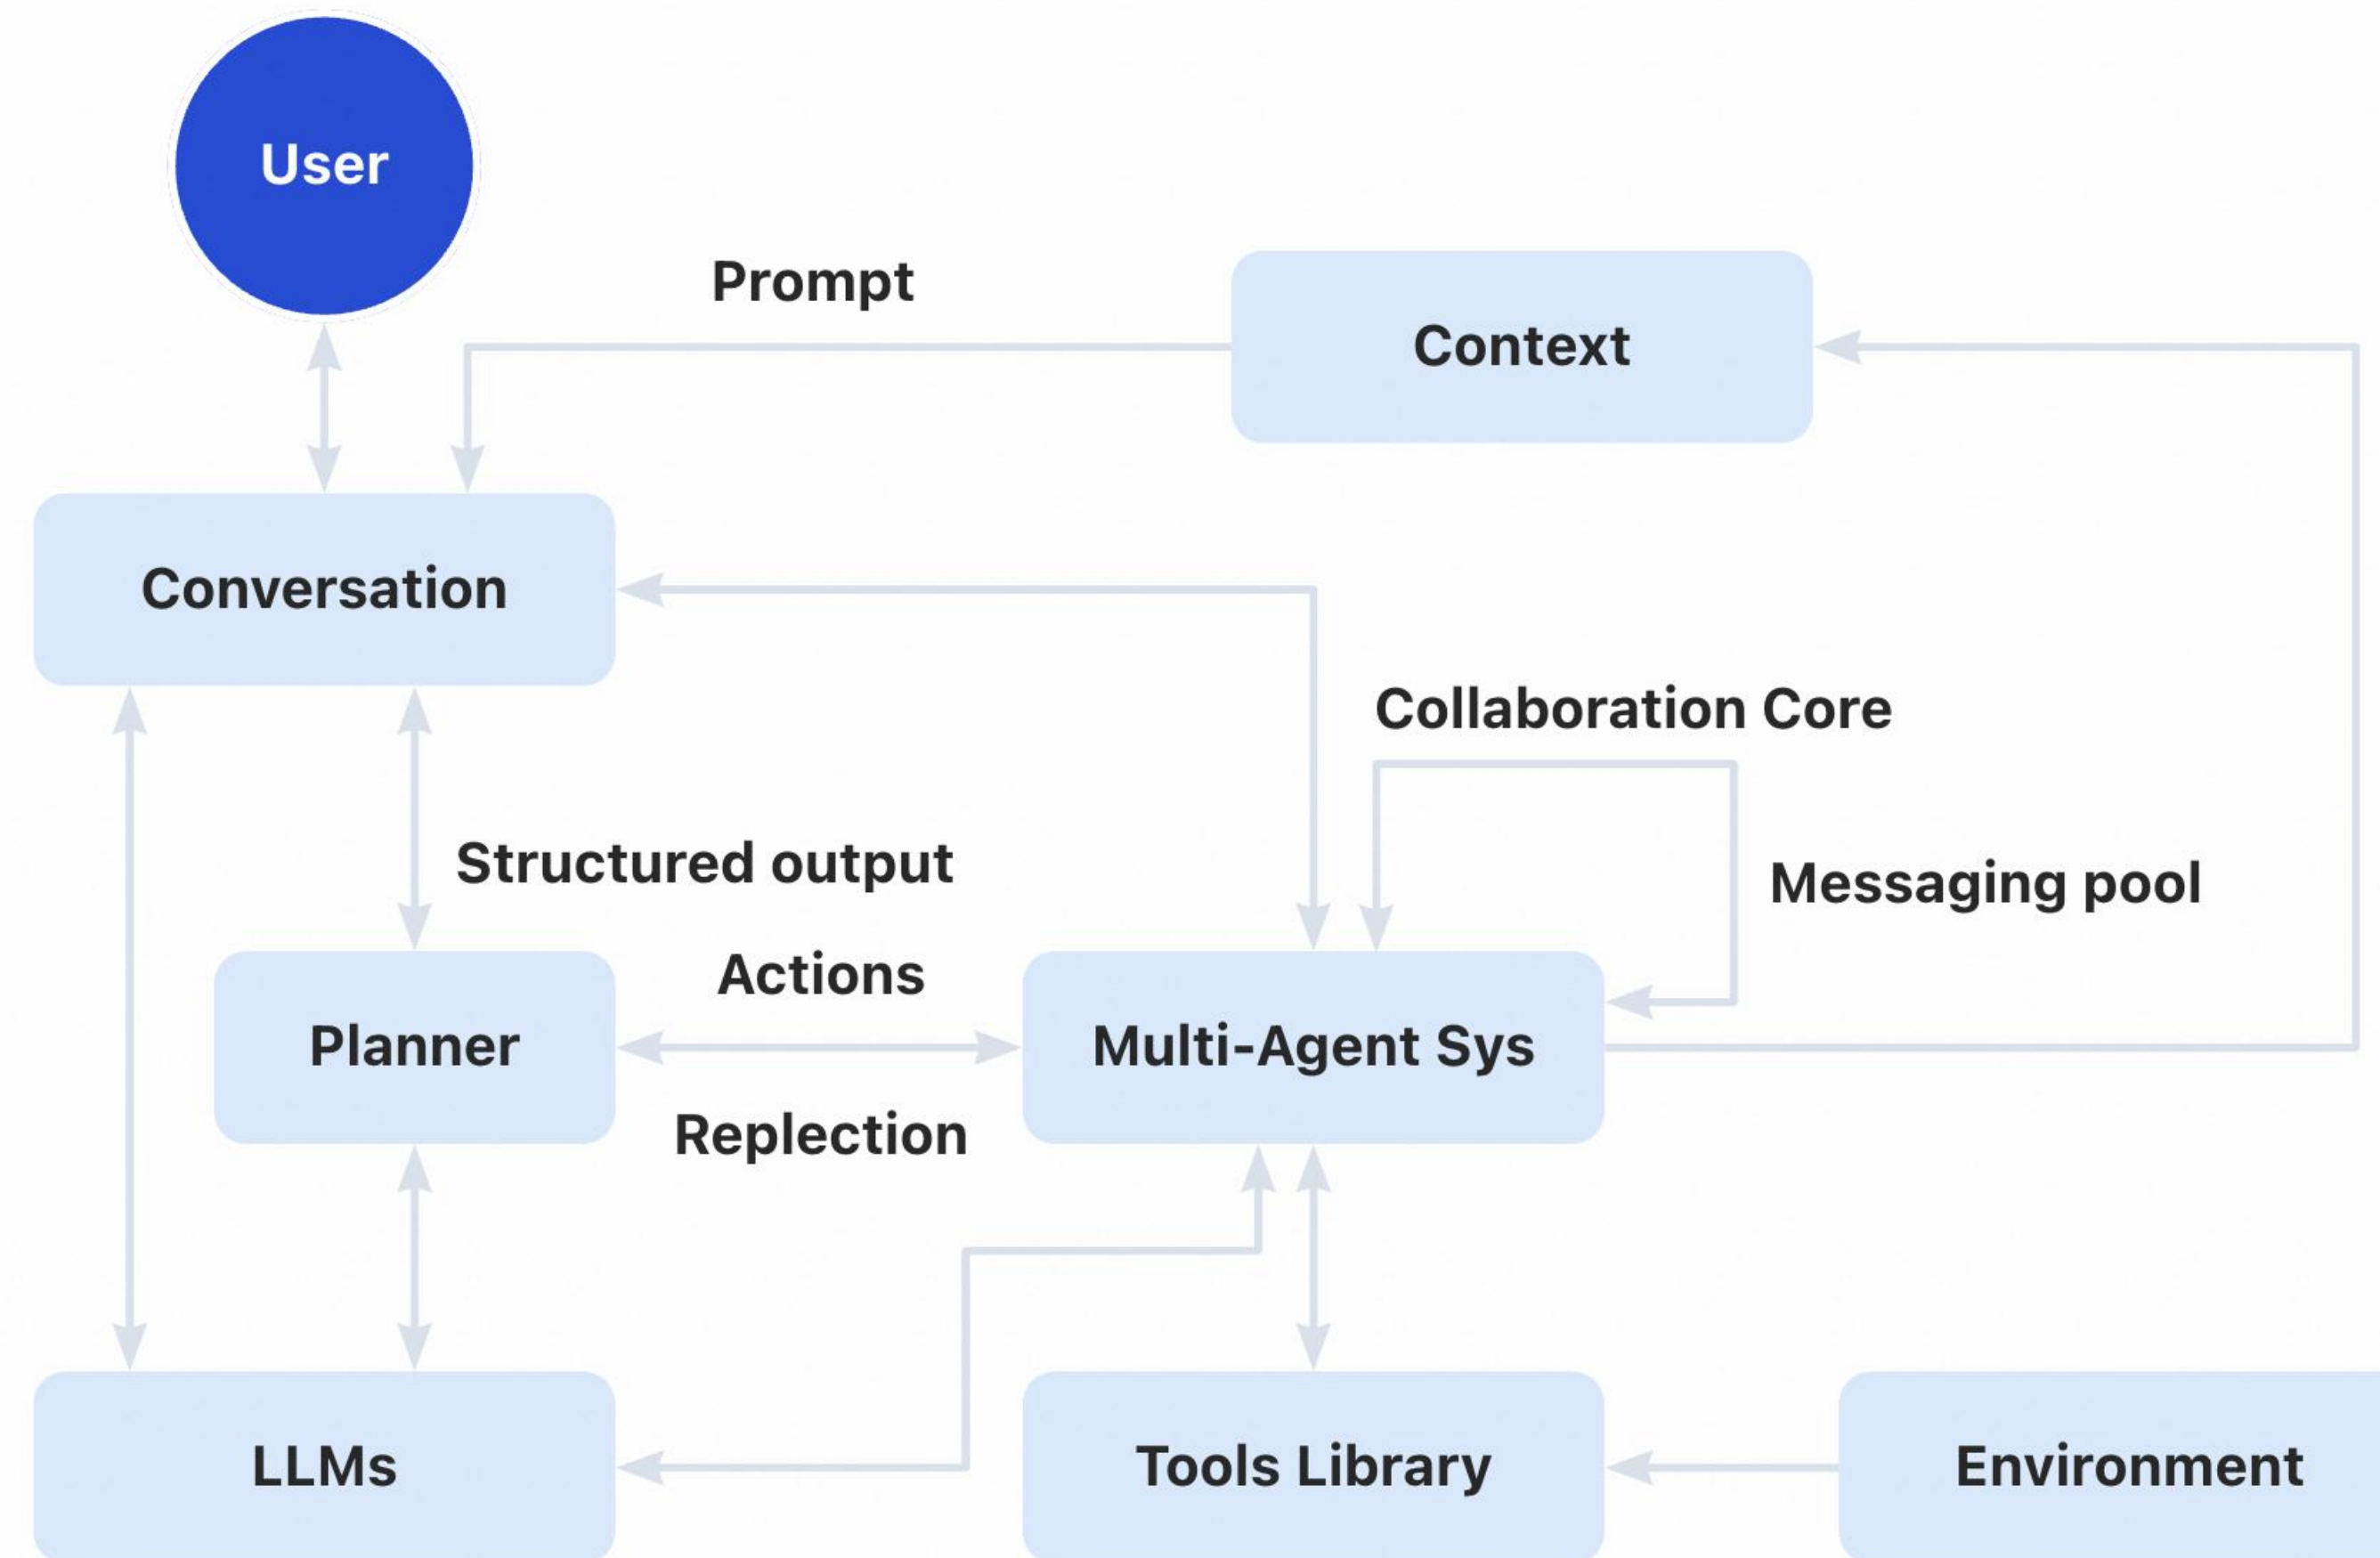 User
Prompt
Context
Conversation
Collaboration Core
Structured output
Messaging pool
Actions
Planner
Multi-Agent Sys
Replection
LLMs
Tools Library
Environment